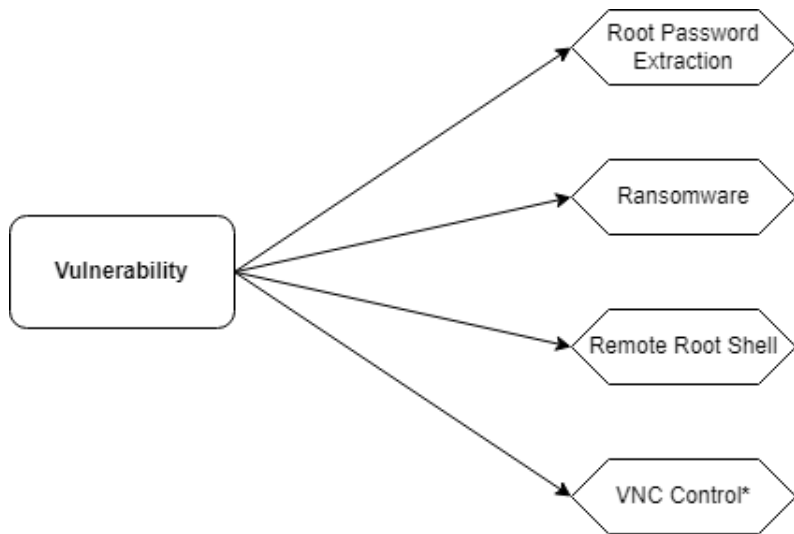 Root Password
Extraction
Ransomware
Vulnerability
Remote Root Shell
VNC Control*